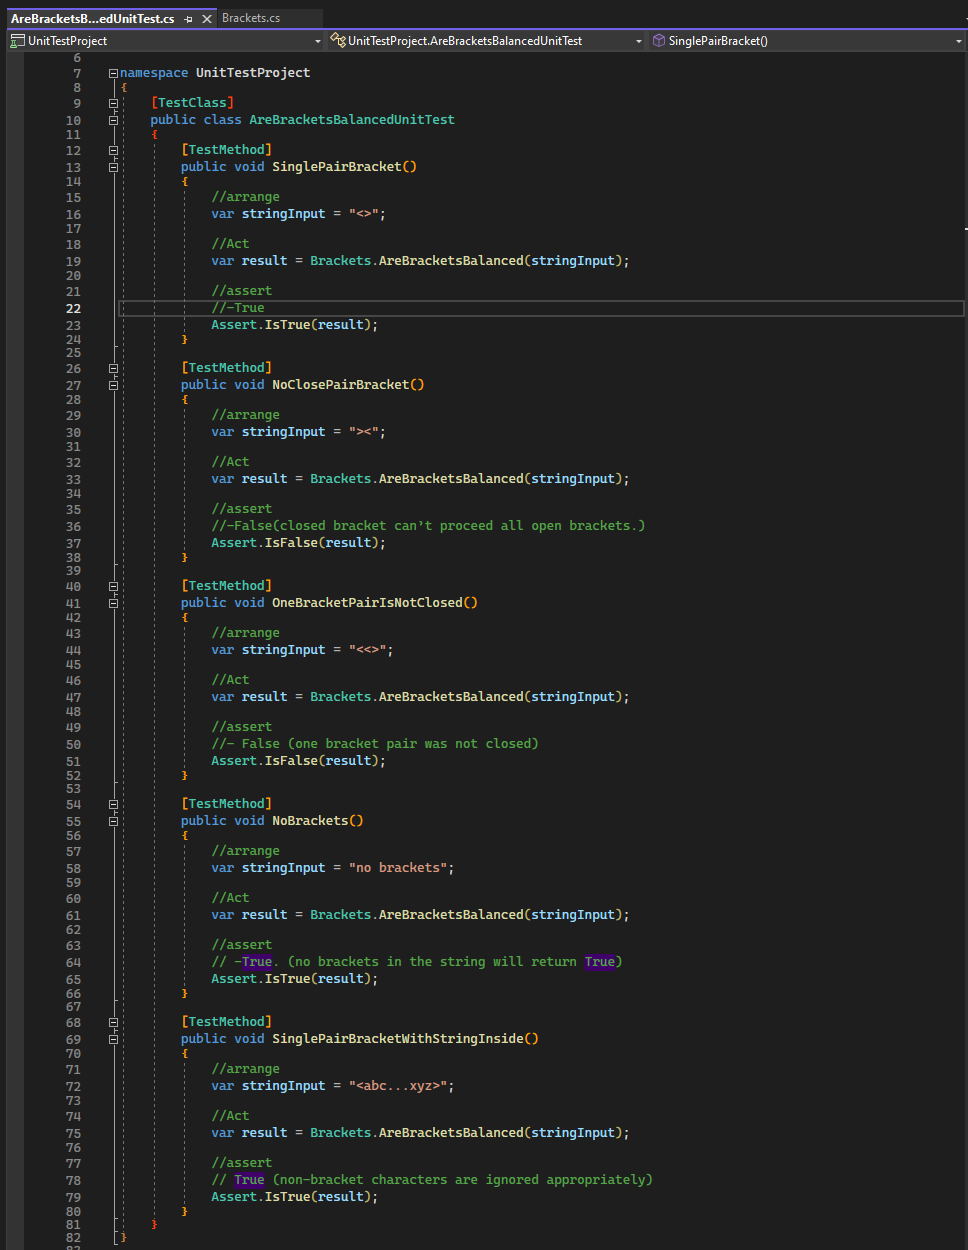 AreBracketsB...edUnitTest.cs
Brackets.cs
UnitTestProject
UnitTestProject.AreBracketsBalancedUnitTest
SinglePairBracket()
6
7 namespace UnitTestProject
8 {
9 [TestClass]
10 public class AreBracketsBalancedUnitTest
11 {
12 [TestMethod]
13 public void SinglePairBracket()
14 {
15 //arrange
16 var stringInput = "<>";
17
18 //Act
19 var result = Brackets.AreBracketsBalanced(stringInput);
20
21 //assert
22 //-True
23 Assert.IsTrue(result);
24 }
25
26 [TestMethod]
27 public void NoClosePairBracket()
28 {
29 //arrange
30 var stringInput = "><";
31
32 //Act
33 var result = Brackets.AreBracketsBalanced(stringInput);
34
35 //assert
36 //-False(closed bracket can't proceed all open brackets.)
37 Assert.IsFalse(result);
38 }
39
40 [TestMethod]
41 public void OneBracketPairIsNotClosed()
42 {
43 //arrange
44 var stringInput = "<<>";
45
46 //Act
47 var result = Brackets.AreBracketsBalanced(stringInput);
48
49 //assert
50 //- False (one bracket pair was not closed)
51 Assert.IsFalse(result);
52 }
53
54 [TestMethod]
55 public void NoBrackets()
56 {
57 //arrange
58 var stringInput = "no brackets";
59
60 //Act
61 var result = Brackets.AreBracketsBalanced(stringInput);
62
63 //assert
64 // -True. (no brackets in the string will return True)
65 Assert.IsTrue(result);
66 }
67
68 [TestMethod]
69 public void SinglePairBracketWithStringInside()
70 {
71 //arrange
72 var stringInput = "<abc...xyz>";
73
74 //Act
75 var result = Brackets.AreBracketsBalanced(stringInput);
76
77 //assert
78 // True (non-bracket characters are ignored appropriately)
79 Assert.IsTrue(result);
80 }
81 }
82 }